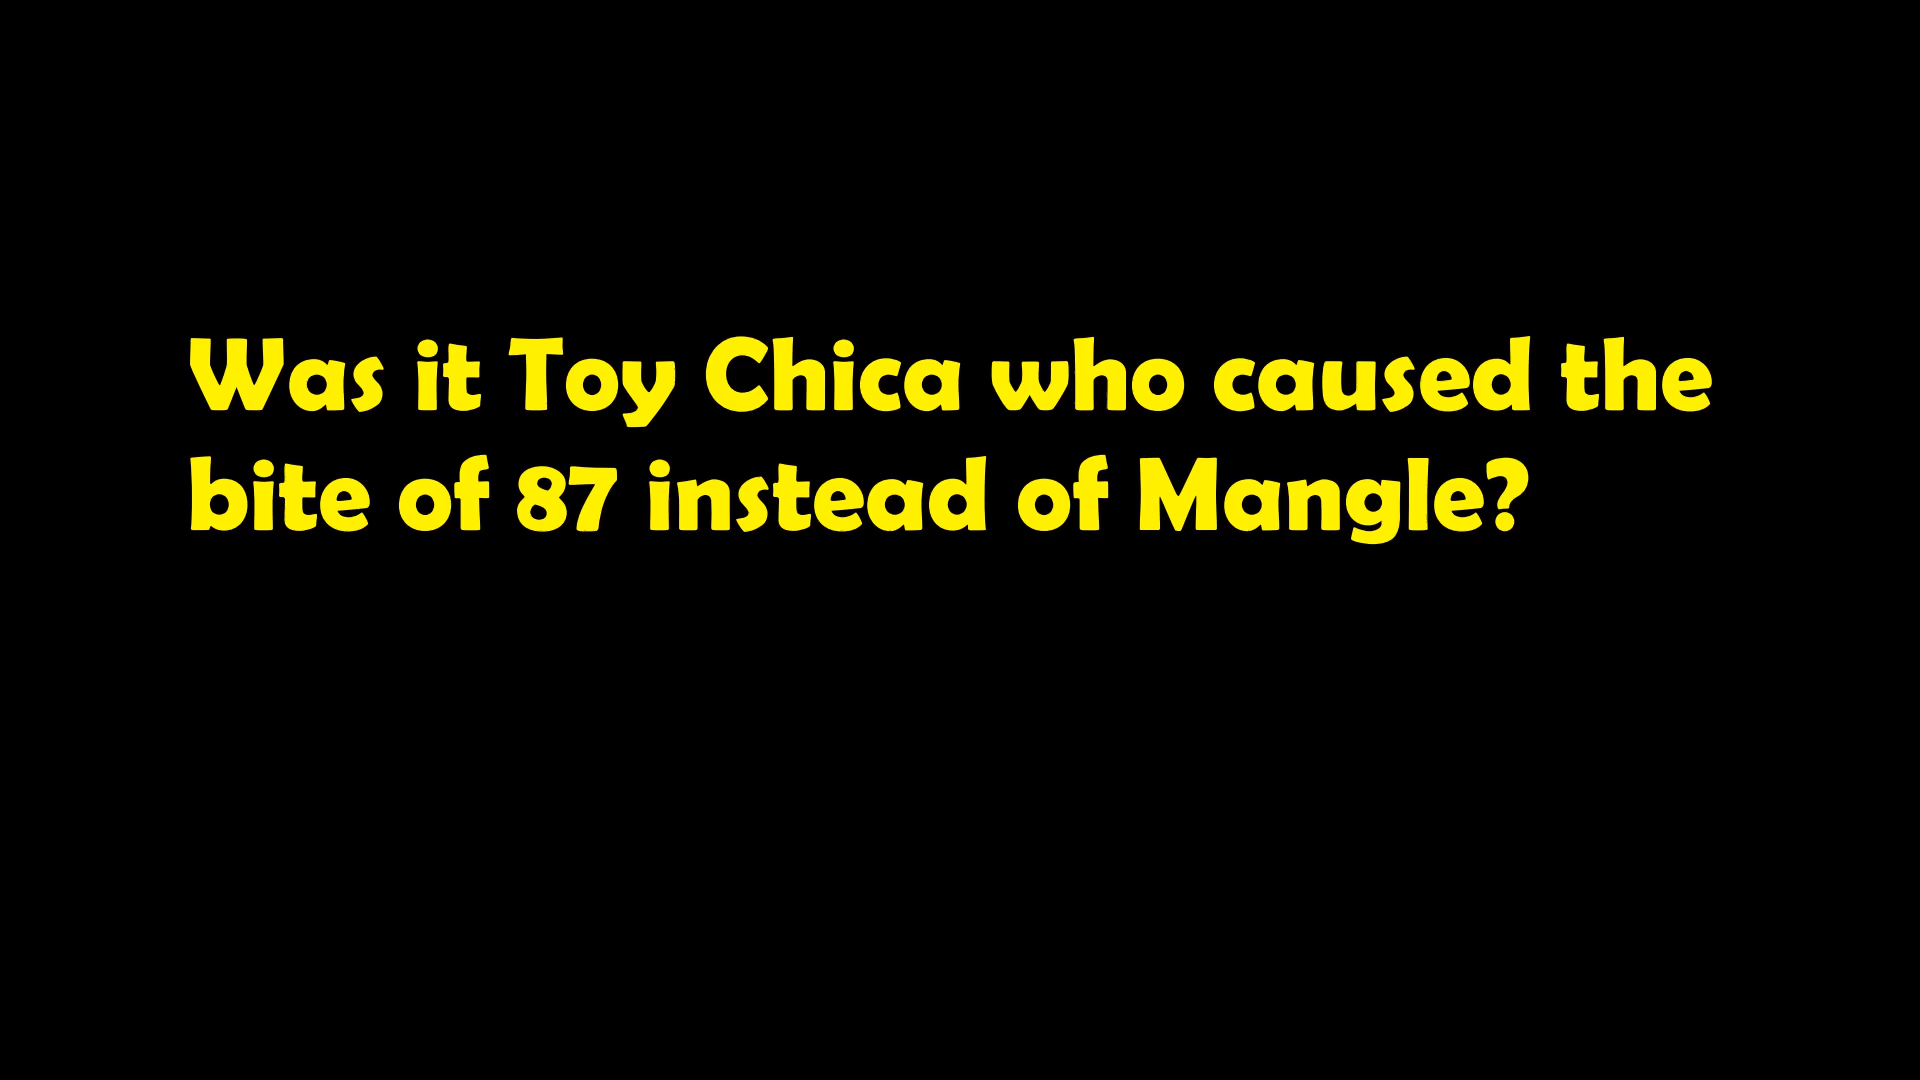 Was it Toy Chica who caused the
bite of 87 instead of Mangle?